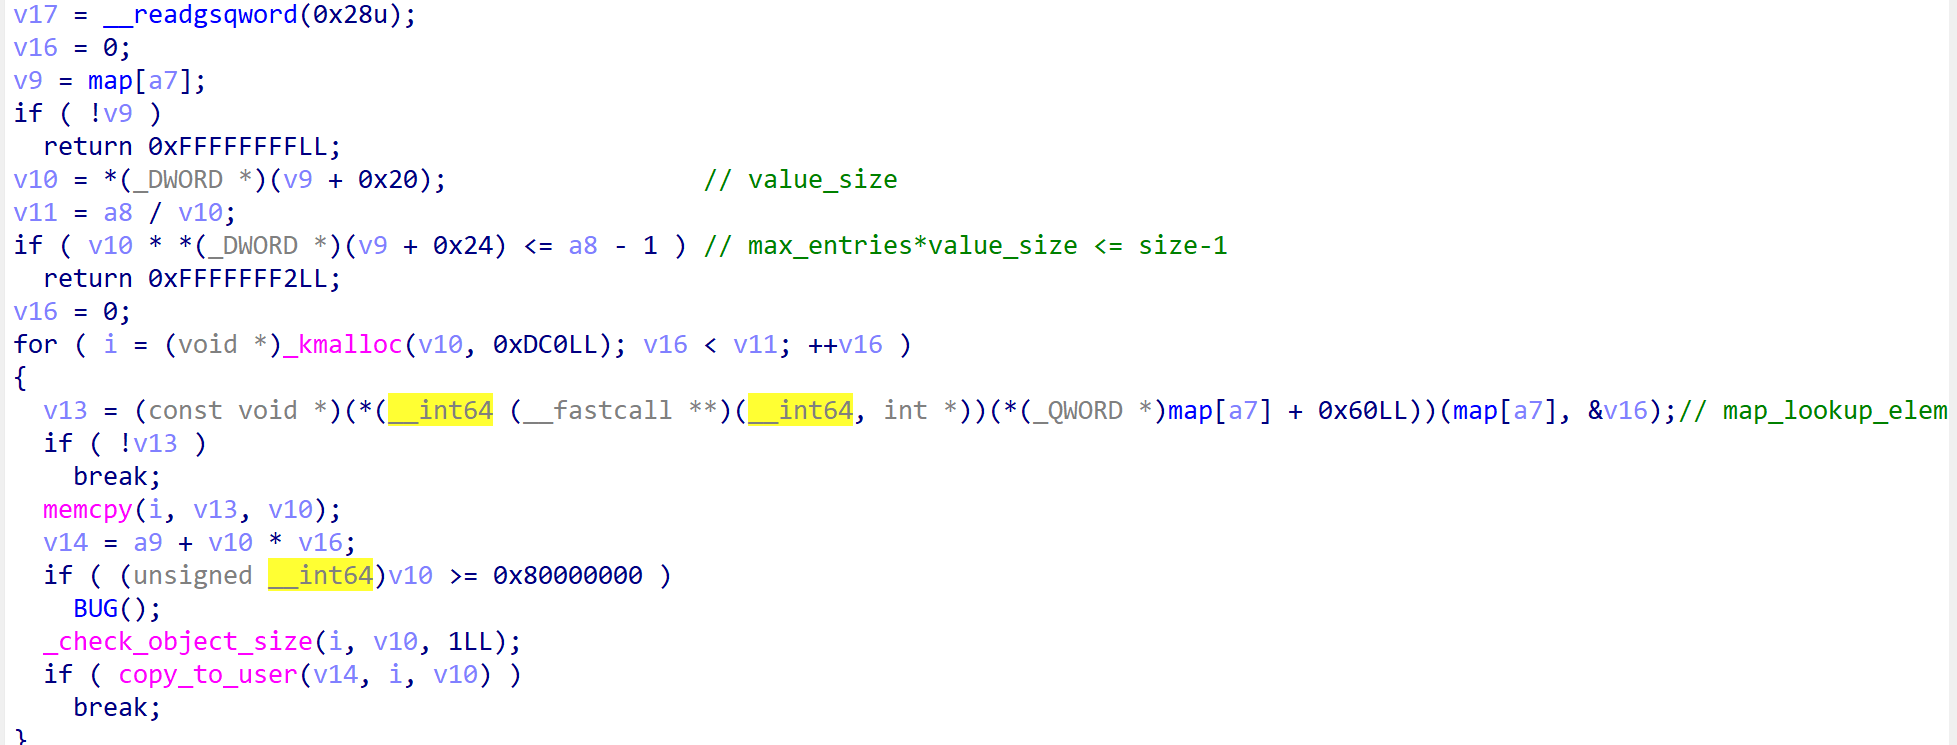 v17 = __readgsqword(0x28u);
v16 = 0;
v9 = map[a7];
if ( !v9 )
  return 0xFFFFFFFFLL;
v10 = *(_DWORD *)(v9 + 0x20);                 // value_size
v11 = a8 / v10;
if ( v10 * *(_DWORD *)(v9 + 0x24) <= a8 - 1 ) // max_entries*value_size <= size-1
  return 0xFFFFFFF2LL;
v16 = 0;
for ( i = (void *)_kmalloc(v10, 0xDC0LL); v16 < v11; ++v16 )
{
  v13 = (const void *)(*(__int64 (__fastcall **)(__int64, int *))(*(_QWORD *)map[a7] + 0x60LL))(map[a7], &v16);// map_lookup_elem
  if ( !v13 )
    break;
  memcpy(i, v13, v10);
  v14 = a9 + v10 * v16;
  if ( (unsigned __int64)v10 >= 0x80000000 )
    BUG();
  _check_object_size(i, v10, 1LL);
  if ( copy_to_user(v14, i, v10) )
    break;
}